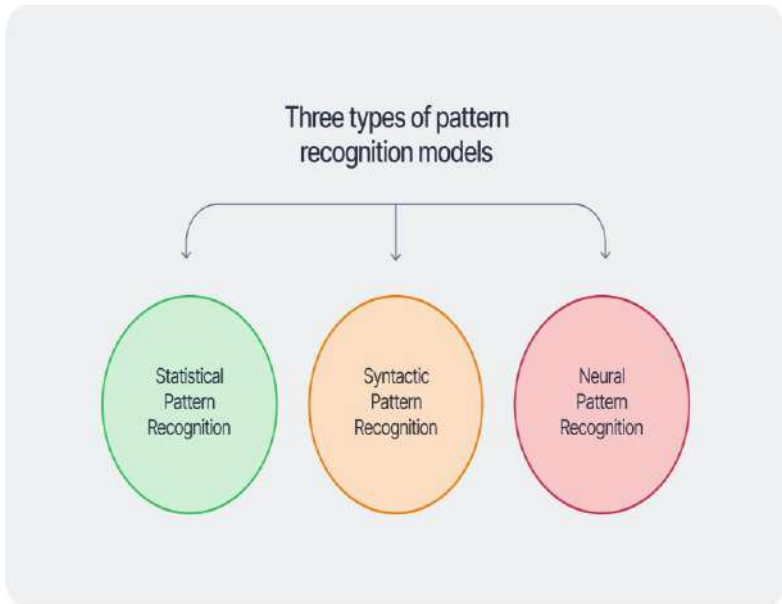 Three types of pattern
recognition models
Statistical
Pattern
Recognition
Syntactic
Pattern
Recognition
Neural
Pattern
Recognition